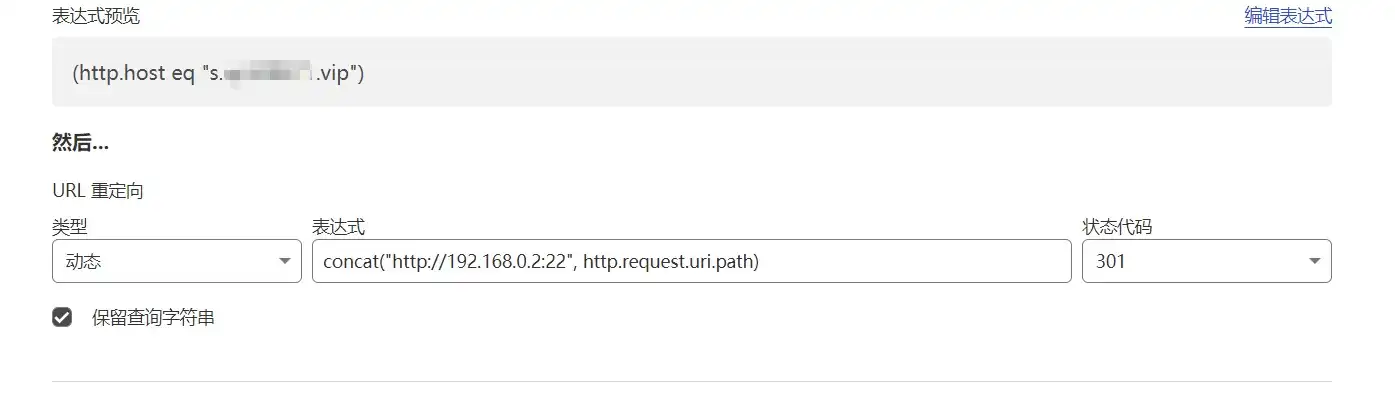 表达式预览 编辑表达式
(http.host eq "s. .vip")
然后...
URL 重定向
类型 表达式 状态代码
动态 concat("http://192.168.0.2:22", http.request.uri.path) 301
保留查询字符串